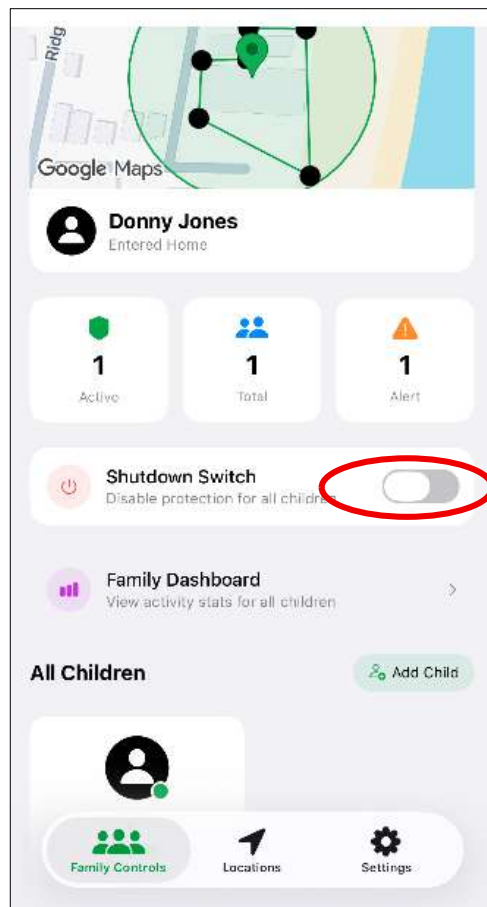 Ridg
Google Maps
Donny Jones
Entered Home
1
1
1
Active
Total
Alert
Shutdown Switch
Disable protection for all children
Family Dashboard
View activity stats for all children
All Children
Add Child
Family Controls
Locations
Settings